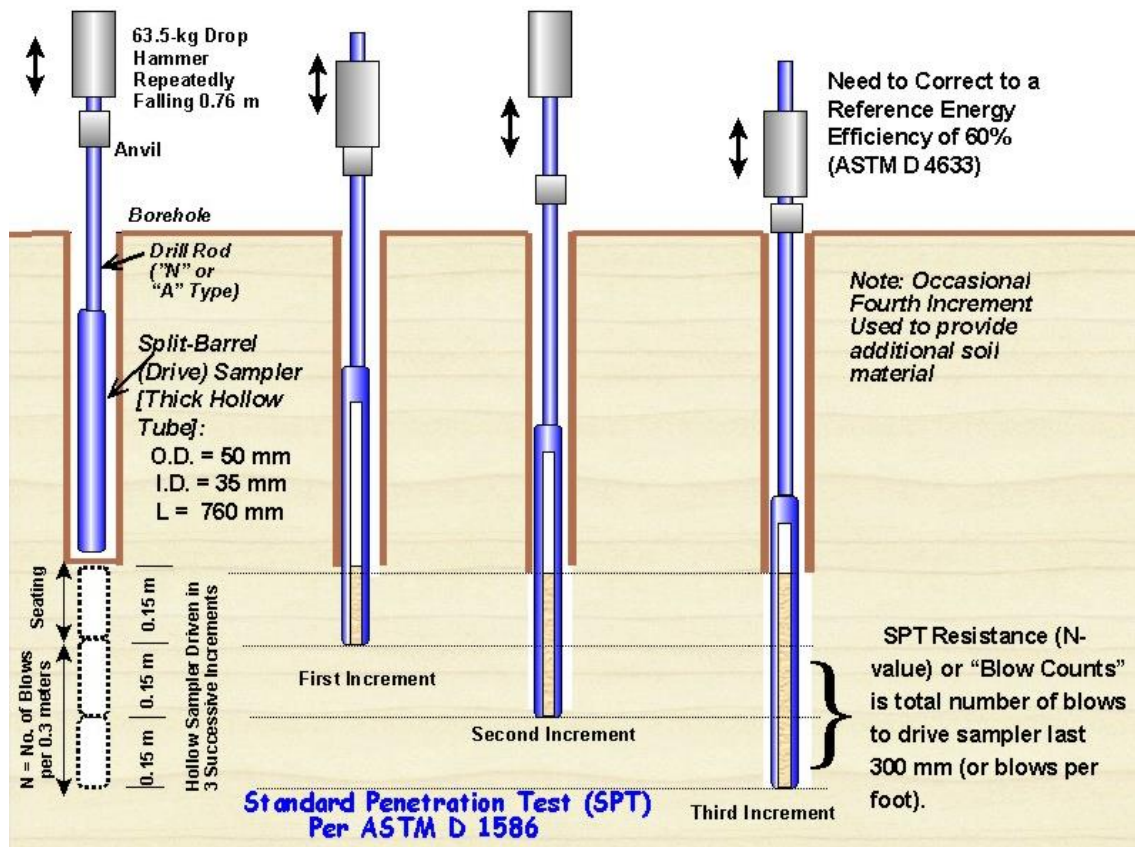 63.5-kg Drop
Hammer
Repeatedly
Falling 0.76 m
Anvil
Borehole
Drill Rod
("N" or
"A" Type)
Split-Barrel
(Drive) Sampler
[Thick Hollow
Tube]:
O.D. = 50 mm
I.D. = 35 mm
L = 760 mm
Need to Correct to a
Reference Energy
Efficiency of 60%
(ASTM D 4633)
Note: Occasional
Fourth Increment
Used to provide
additional soil
material
Seating
N = No. of Blows
per 0.3 meters
0.15 m
0.15 m
0.15 m
Hollow Sampler Driven in
3 Successive Increments
First Increment
Second Increment
Third Increment
SPT Resistance (N-
value) or “Blow Counts”
is total number of blows
to drive sampler last
300 mm (or blows per
foot).
Standard Penetration Test (SPT)
Per ASTM D 1586